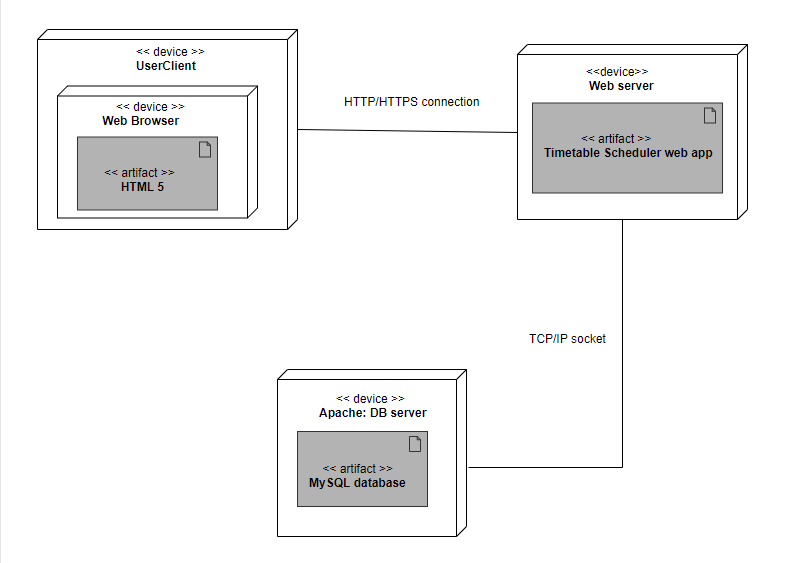 << device >>
UserClient
<< device >>
Web Browser
<< artifact >>
HTML 5
HTTP/HTTPS connection
<<device>>
Web server
<< artifact >>
Timetable Scheduler web app
TCP/IP socket
<< device >>
Apache: DB server
<< artifact >>
MySQL database